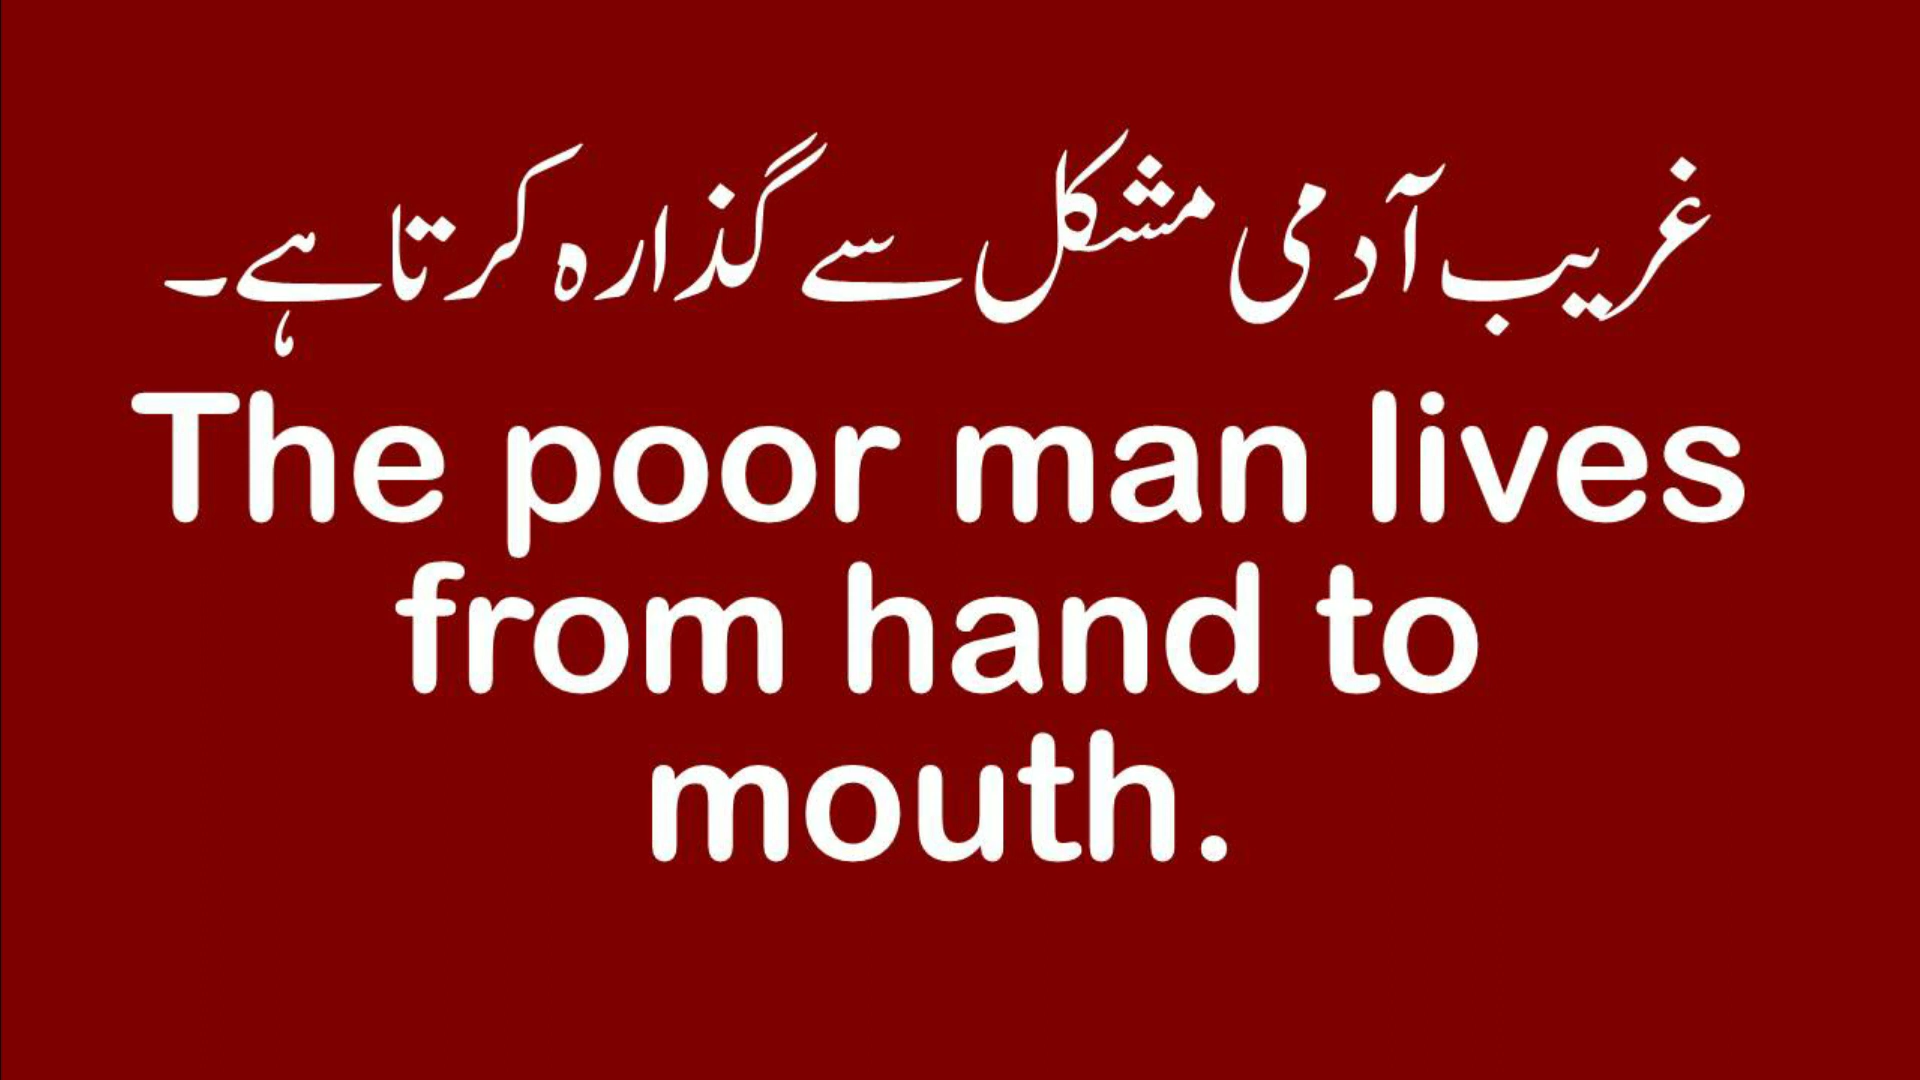 غریب آدمی مشکل سے گذارہ کرتا ہے۔
The poor man lives
from hand to
mouth.